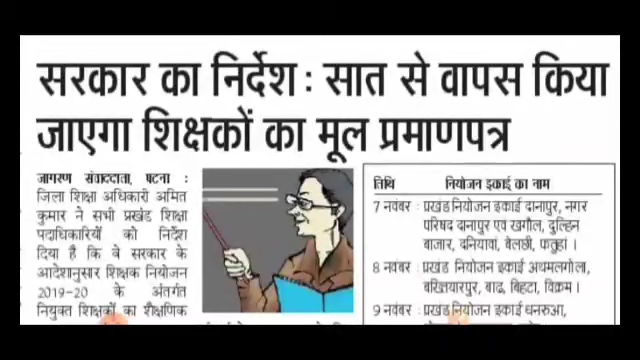 सरकार का निर्देश : सात से वापस किया
जाएगा शिक्षकों का मूल प्रमाणपत्र
जागरण संवाददाता, पटना :
जिला शिक्षा अधिकारी अमित
कुमार ने सभी प्रखंड शिक्षा
पदाधिकारियों को निर्देश
दिया है कि वे सरकार के
आदेशानुसार शिक्षक नियोजन
2019-20 के अंतर्गत
नियुक्त शिक्षकों का शैक्षणिक
तिथि नियोजन इकाई का नाम
7 नवंबर : प्रखंड नियोजन इकाई दानापुर, नगर
परिषद दानापुर एवं खगौल, दुल्हिन
बाजार, दनियावां, बेलछी, फतुहां ।
8 नवंबर : प्रखंड नियोजन इकाई अथमलगोला,
बख्तियारपुर, बाढ़, बिहटा, विक्रम ।
9 नवंबर : प्रखंड नियोजन इकाई धनरुआ,